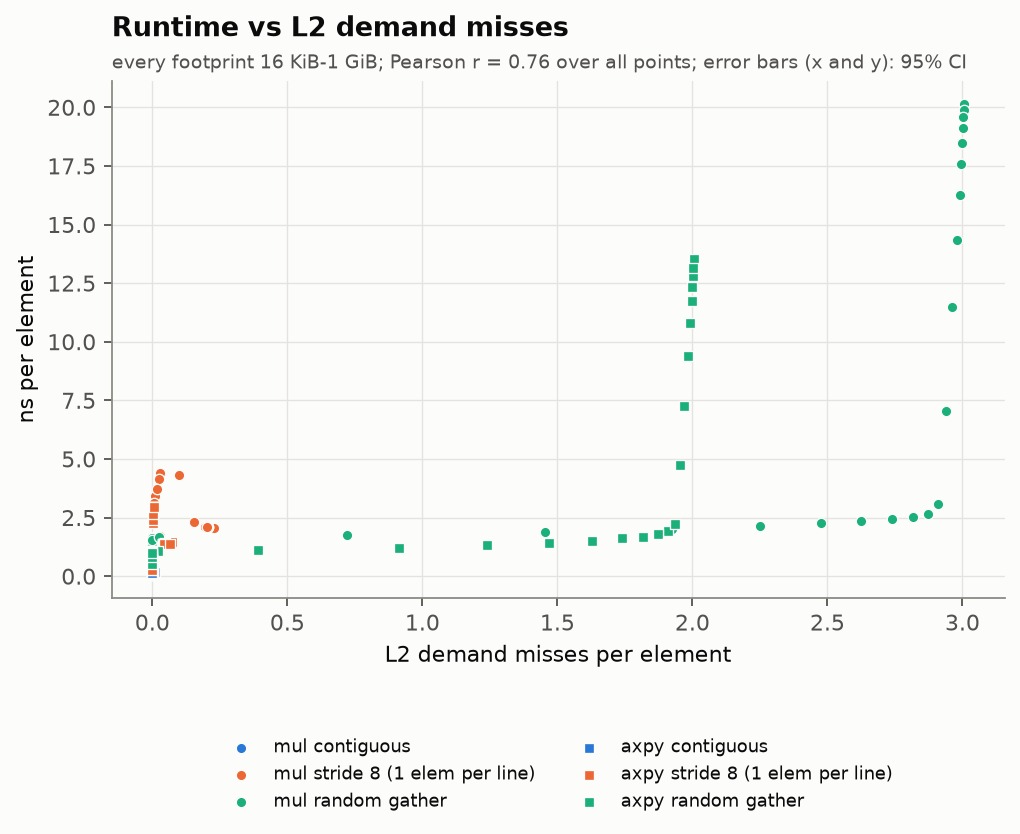 Runtime vs L2 demand misses
every footprint 16 KiB-1 GiB; Pearson r = 0.76 over all points; error bars (x and y): 95% CI
20.0
17.5
15.0
12.5
10.0
7.5
5.0
2.5
0.0
ns per element
0.0 0.5 1.0 1.5 2.0 2.5 3.0
L2 demand misses per element
mul contiguous
mul stride 8 (1 elem per line)
mul random gather
axpy contiguous
axpy stride 8 (1 elem per line)
axpy random gather